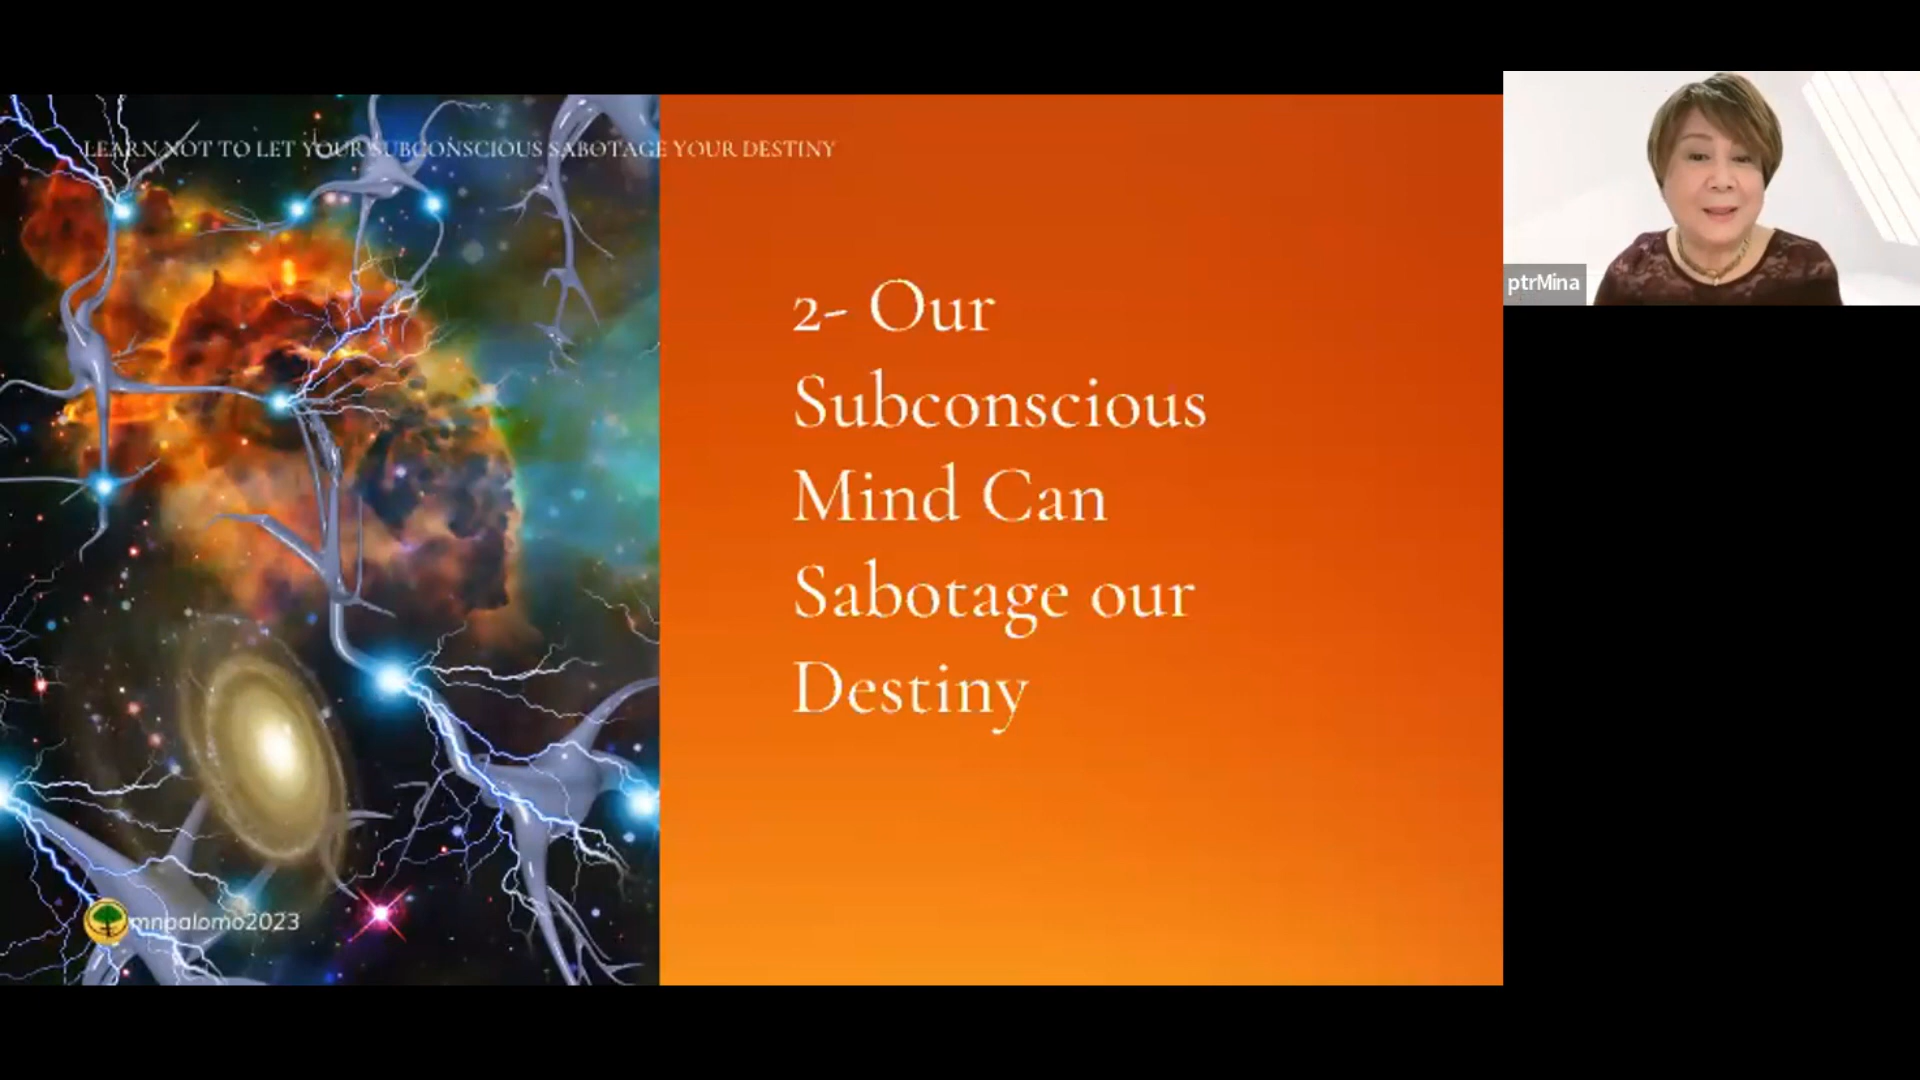 LEARN NOT TO LET YOUR SUBCONSCIOUS SABOTAGE YOUR DESTINY
2- Our
Subconscious
Mind Can
Sabotage our
Destiny
ptrMina
mnpalomo2023